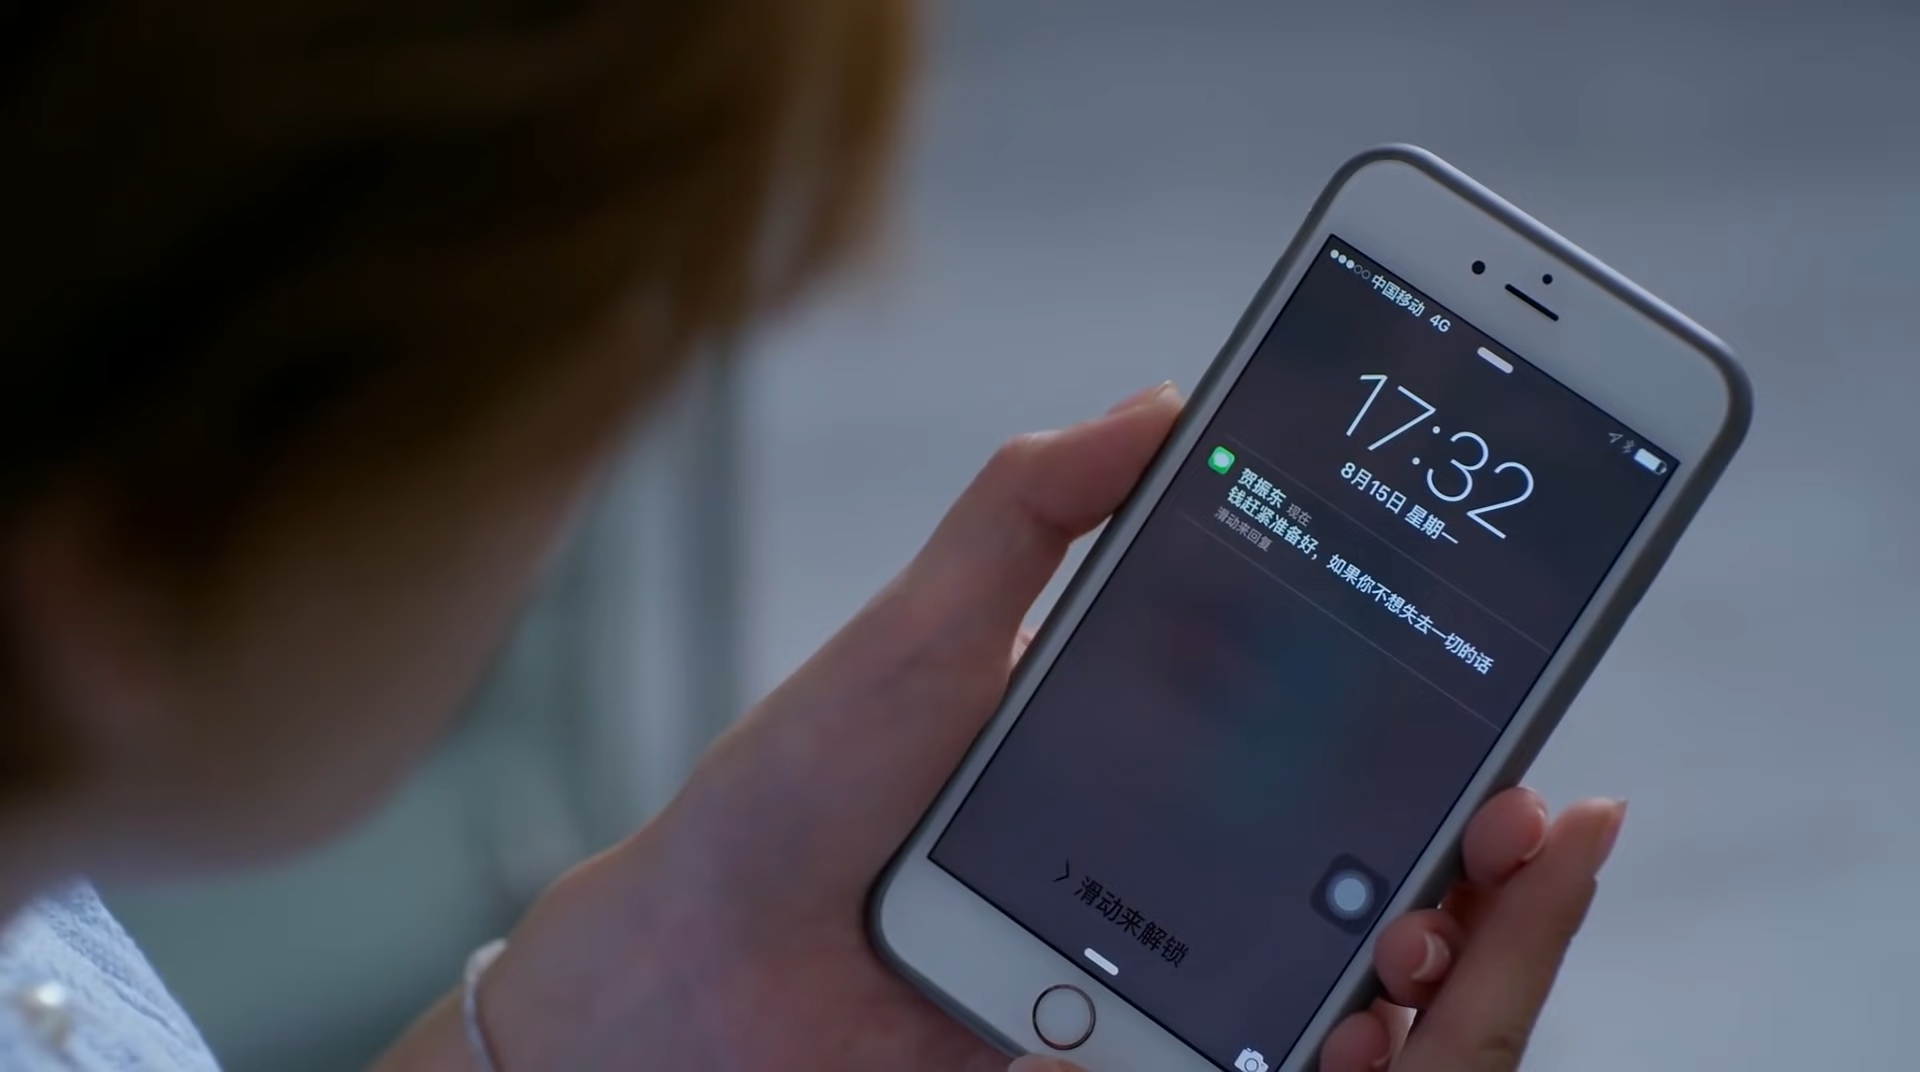 中国移动 4G
17:32
8月15日 星期一
贺振东 现在
钱赶紧准备好，如果你不想失去一切的话
滑动来回复
> 滑动来解锁